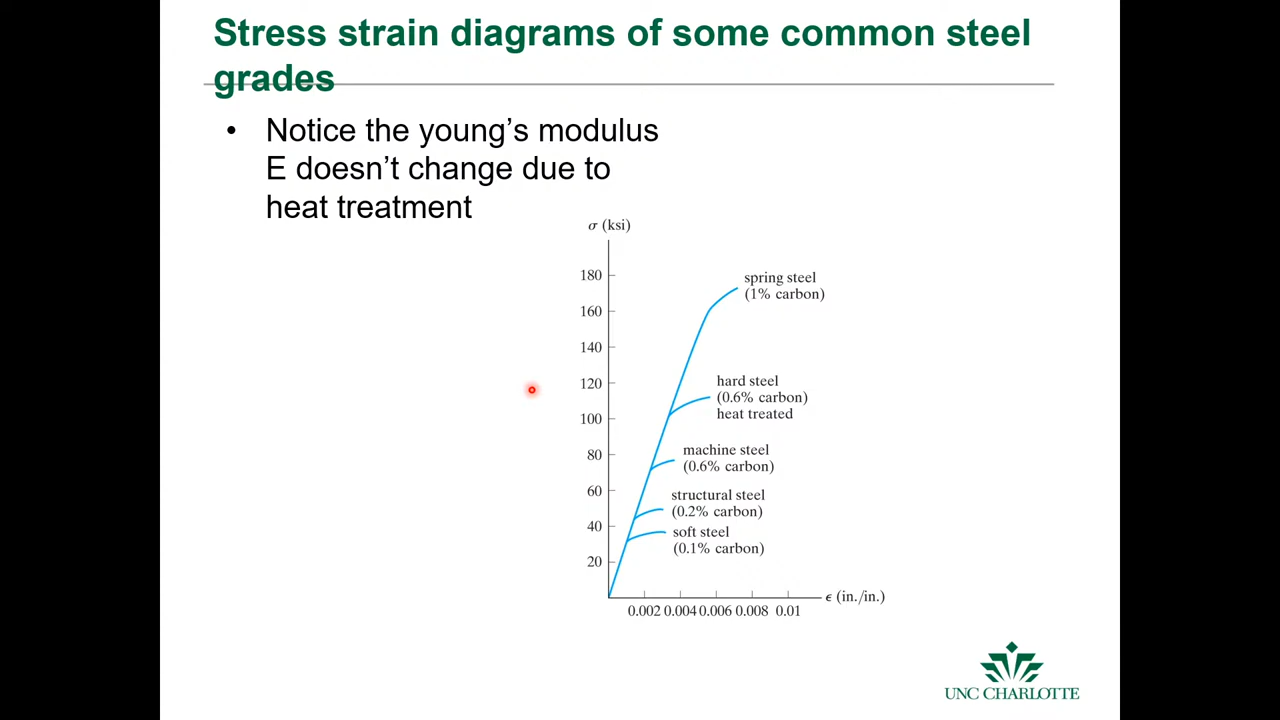 Stress strain diagrams of some common steel
grades
• Notice the young’s modulus
E doesn’t change due to
heat treatment
σ (ksi)
180
160
140
120
100
80
60
40
20
spring steel
(1% carbon)
hard steel
(0.6% carbon)
heat treated
machine steel
(0.6% carbon)
structural steel
(0.2% carbon)
soft steel
(0.1% carbon)
ϵ (in./in.)
0.002 0.004 0.006 0.008 0.01
UNC CHARLOTTE